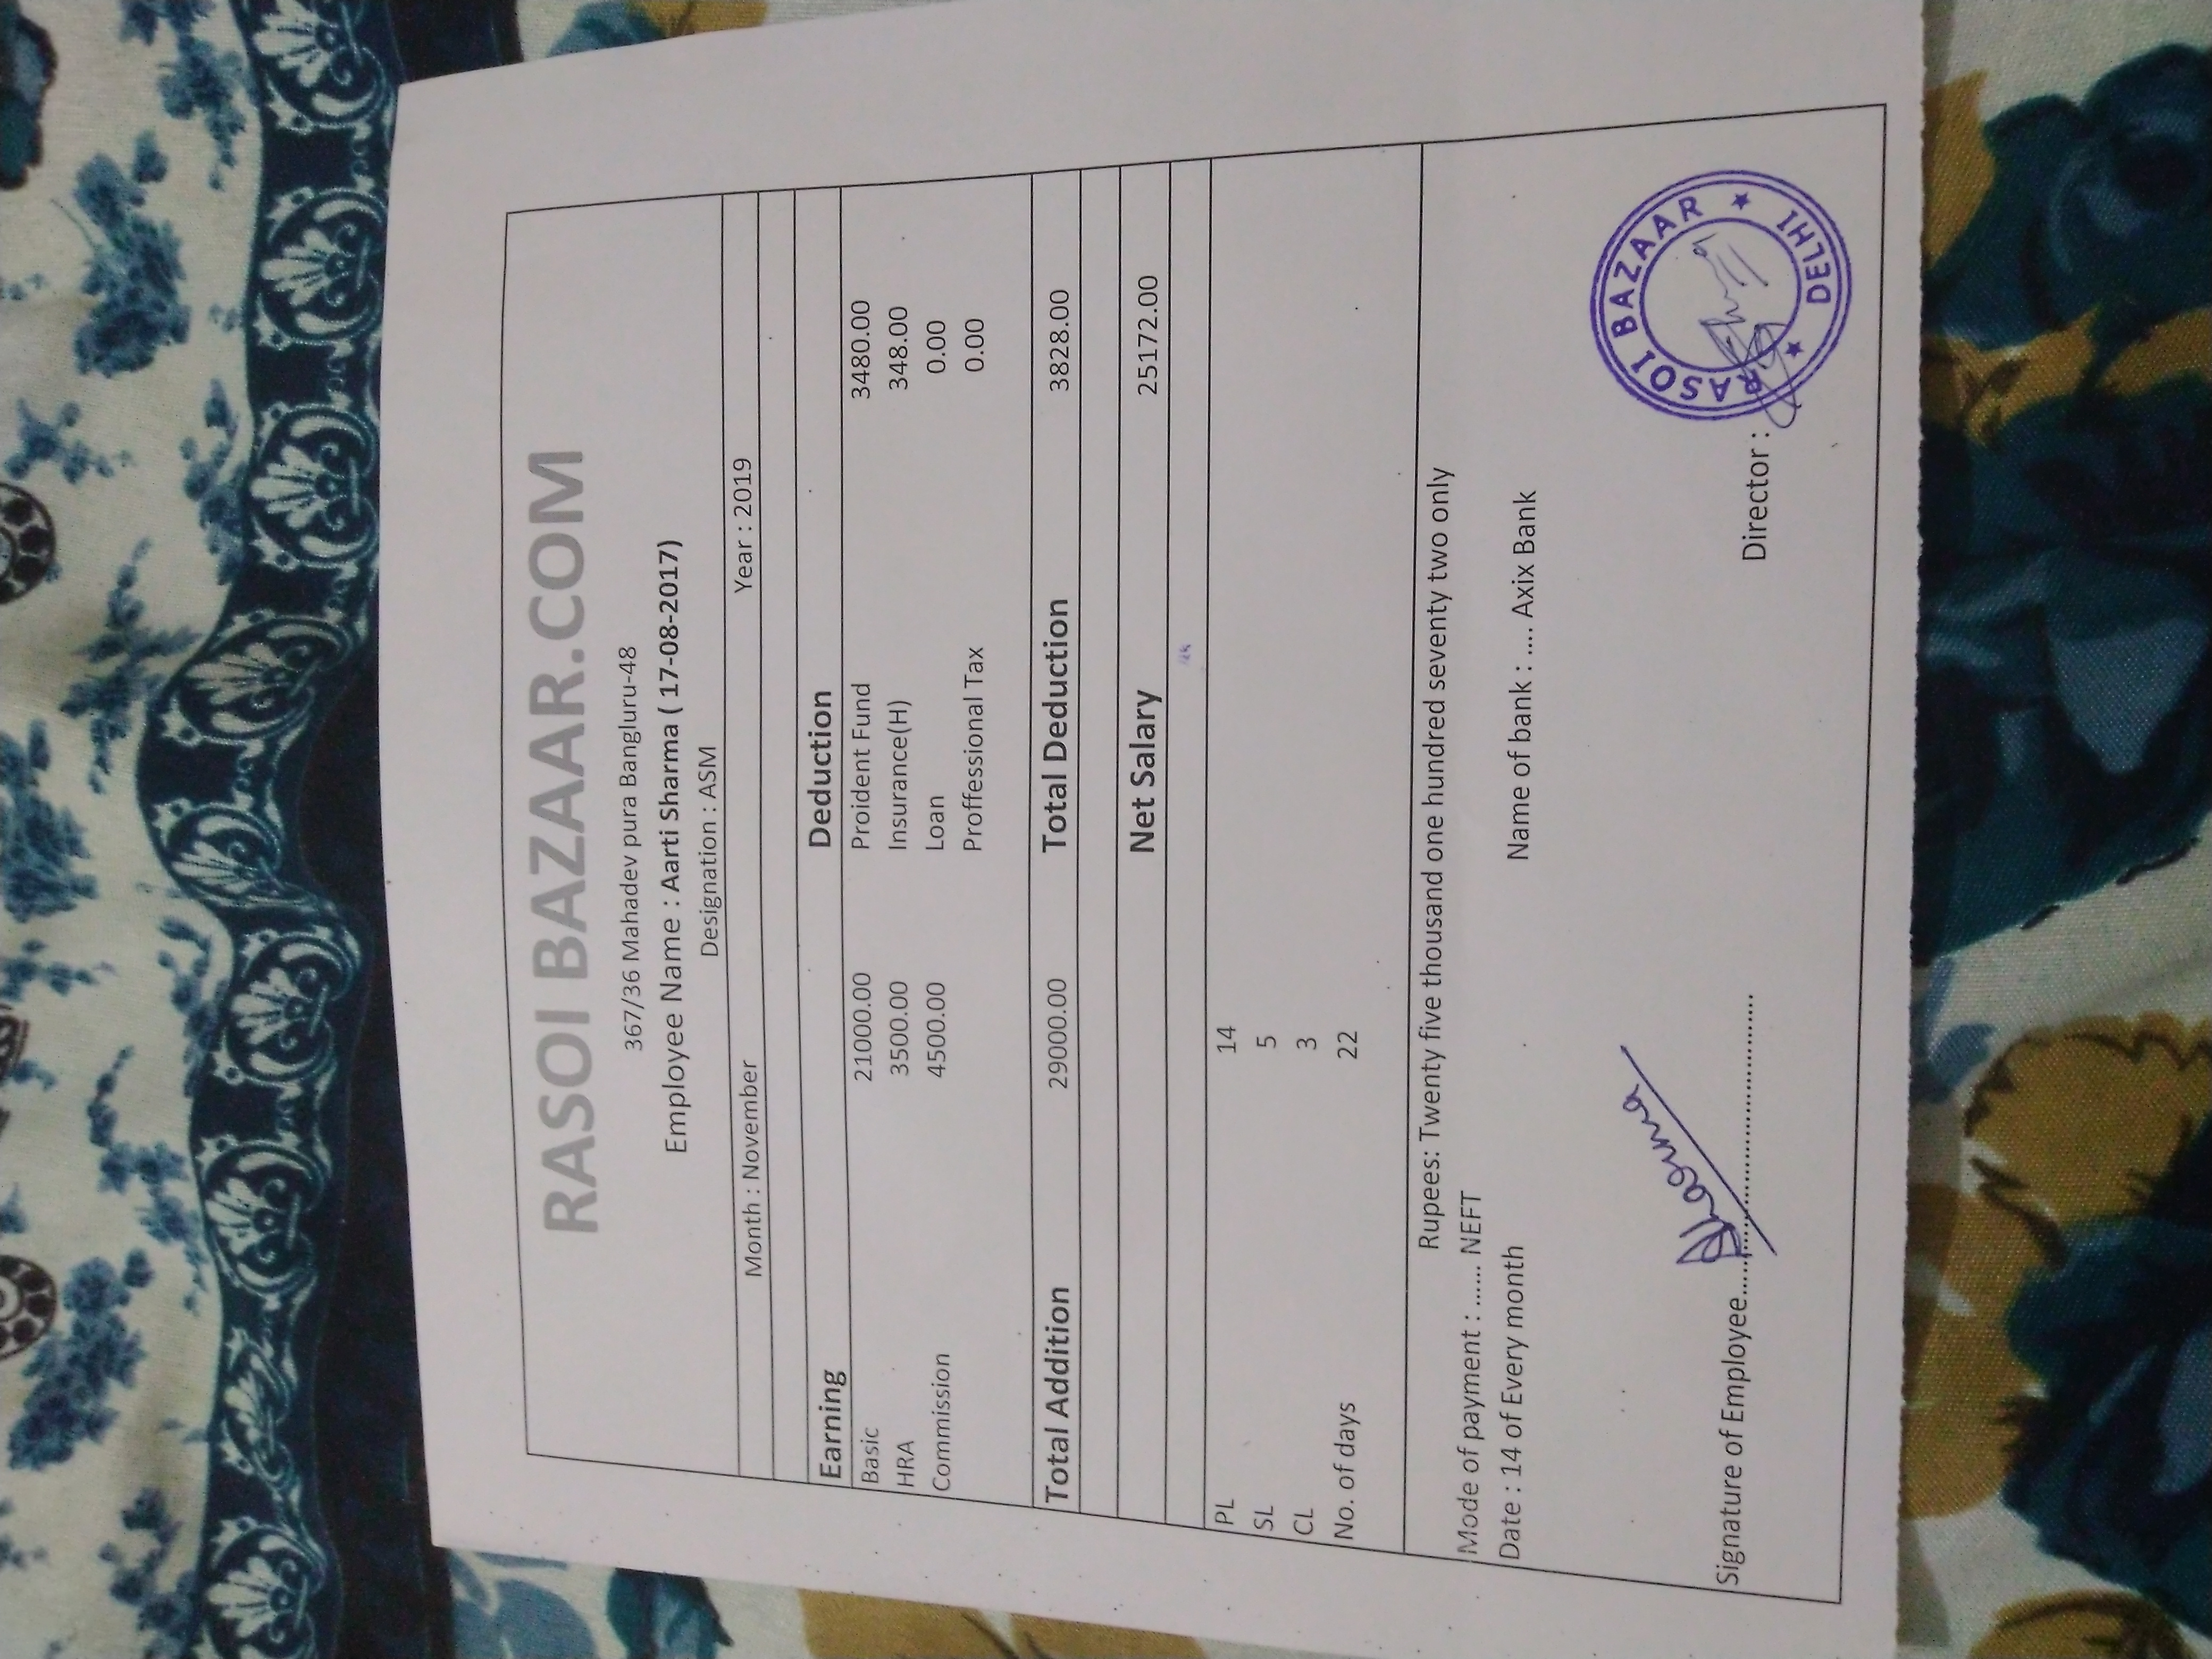 RASOI BAZAAR.COM
367/36 Mahadev pura Bangluru-48
Employee Name : Aarti Sharma ( 17-08-2017)
Designation : ASM
Month : November Year : 2019
Earning Deduction
Basic 21000.00 Proident Fund 3480.00
HRA 3500.00 Insurance(H) 348.00
Commission 4500.00 Loan 0.00
Proffessional Tax 0.00
Total Addition 29000.00 Total Deduction 3828.00
Net Salary 25172.00
PL 14
SL 5
CL 3
No. of days 22
Rupees: Twenty five thousand one hundred seventy two only
Mode of payment : ...... NEFT
Date : 14 of Every month Name of bank : .... Axix Bank
Signature of Employee................................................ Director :
RASOI BAZAAR ★ DELHI ★